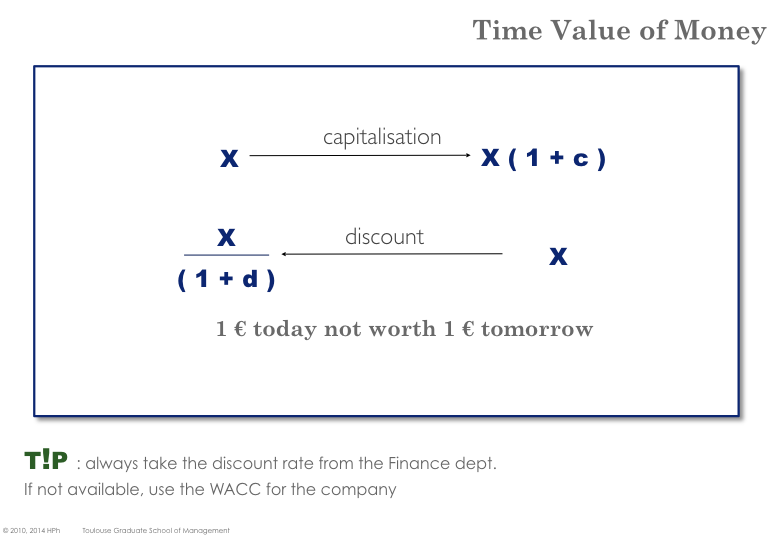 Time Value of Money
capitalisation
X X ( 1 + c )
X
discount
X
( 1 + d )
1 € today not worth 1 € tomorrow
T!P : always take the discount rate from the Finance dept.
If not available, use the WACC for the company
© 2010, 2014 HPh Toulouse Graduate School of Management